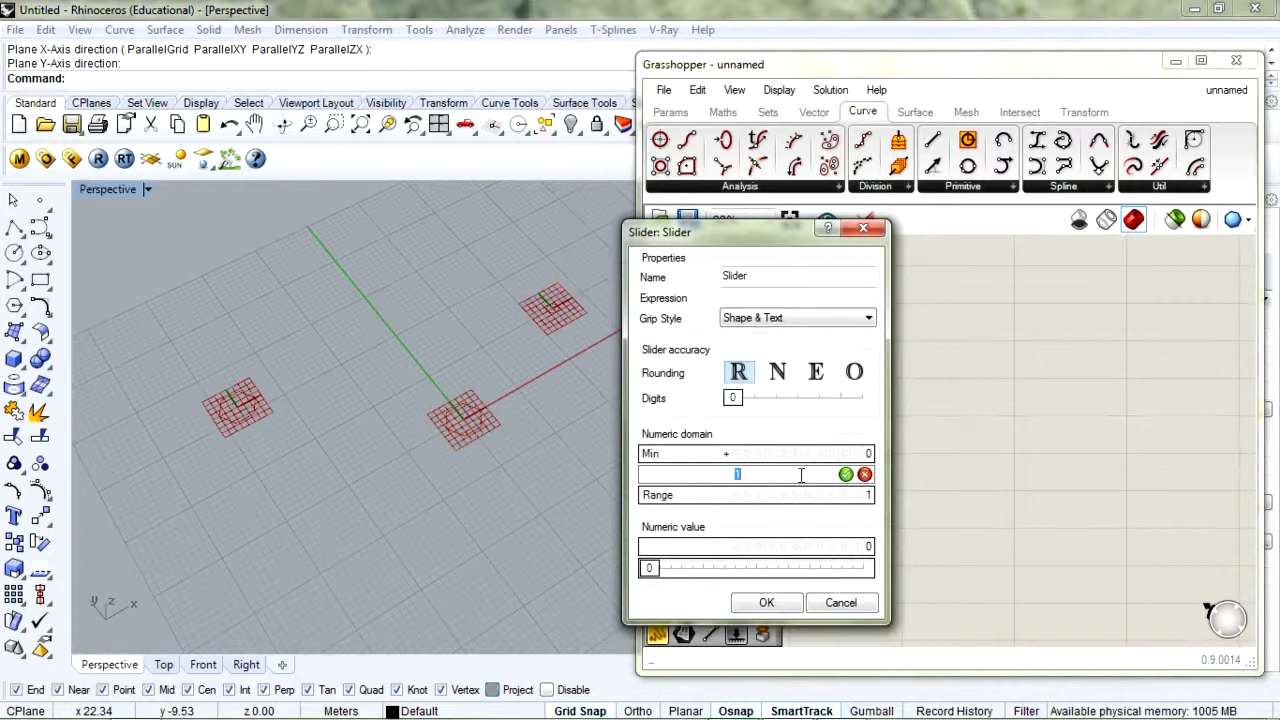 Untitled - Rhinoceros (Educational) - [Perspective]
File Edit View Curve Surface Solid Mesh Dimension Transform Tools Analyze Render Panels T-Splines V-Ray Help
Plane X-Axis direction ( ParallelGrid ParallelXY ParallelYZ ParallelZX ):
Plane Y-Axis direction:
Command:
Standard CPlanes Set View Display Select Viewport Layout Visibility Transform Curve Tools Surface Tools
M R RT SUN
Perspective
Grasshopper - unnamed
File Edit View Display Solution Help unnamed
Params Maths Sets Vector Curve Surface Mesh Intersect Transform
Analysis Division Primitive Spline Util
Slider: Slider
Properties
Name Slider
Expression
Grip Style Shape & Text
Slider accuracy
Rounding R N E O
Digits 0
Numeric domain
Min + 0
1
Range 1
Numeric value
0
0
OK Cancel
0.9.0014
y z x
Perspective Top Front Right
End Near Point Mid Cen Int Perp Tan Quad Knot Vertex Project Disable
CPlane x 22.34 y -9.53 z 0.00 Meters Default Grid Snap Ortho Planar Osnap SmartTrack Gumball Record History Filter Available physical memory: 1005 MB